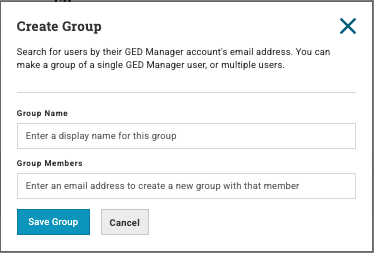 Create Group
Search for users by their GED Manager account's email address. You can
make a group of a single GED Manager user, or multiple users.
Group Name
Enter a display name for this group
Group Members
Enter an email address to create a new group with that member
Save Group
Cancel